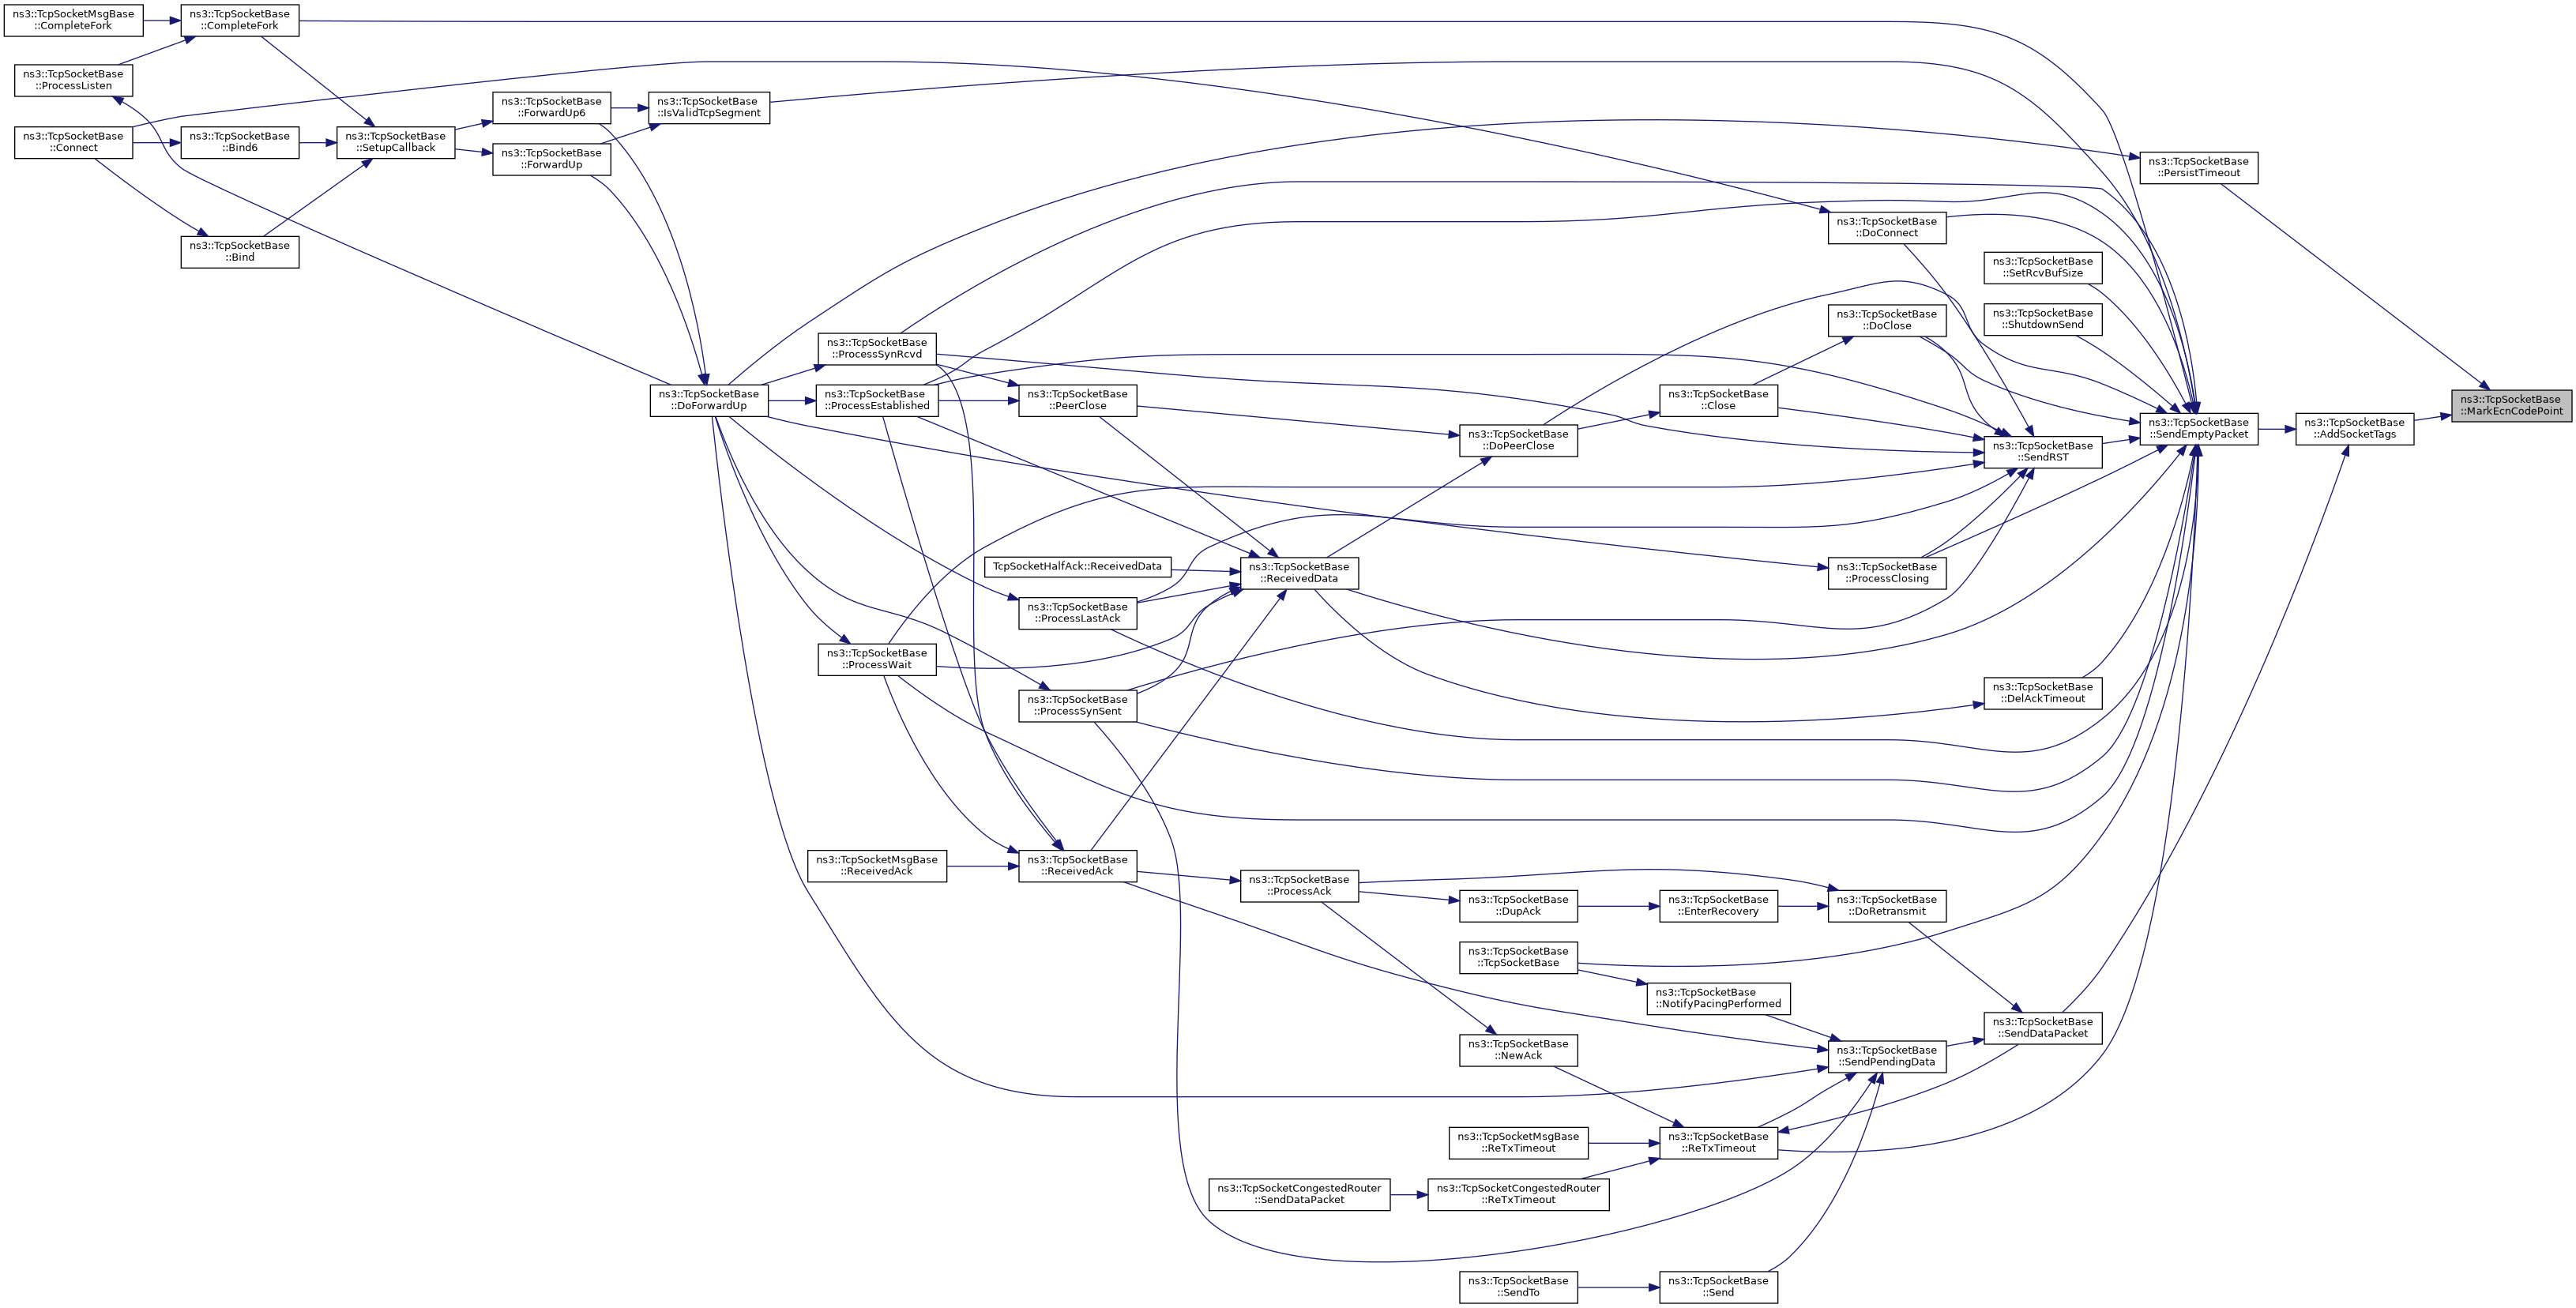 ns3::TcpSocketMsgBase
::CompleteFork
ns3::TcpSocketBase
::CompleteFork
ns3::TcpSocketBase
::ProcessListen
ns3::TcpSocketBase
::ForwardUp6
ns3::TcpSocketBase
::IsValidTcpSegment
ns3::TcpSocketBase
::Connect
ns3::TcpSocketBase
::Bind6
ns3::TcpSocketBase
::SetupCallback
ns3::TcpSocketBase
::ForwardUp
ns3::TcpSocketBase
::PersistTimeout
ns3::TcpSocketBase
::Bind
ns3::TcpSocketBase
::DoConnect
ns3::TcpSocketBase
::SetRcvBufSize
ns3::TcpSocketBase
::ShutdownSend
ns3::TcpSocketBase
::DoClose
ns3::TcpSocketBase
::ProcessSynRcvd
ns3::TcpSocketBase
::DoForwardUp
ns3::TcpSocketBase
::ProcessEstablished
ns3::TcpSocketBase
::PeerClose
ns3::TcpSocketBase
::Close
ns3::TcpSocketBase
::MarkEcnCodePoint
ns3::TcpSocketBase
::DoPeerClose
ns3::TcpSocketBase
::SendEmptyPacket
ns3::TcpSocketBase
::AddSocketTags
ns3::TcpSocketBase
::SendRST
TcpSocketHalfAck::ReceivedData
ns3::TcpSocketBase
::ReceivedData
ns3::TcpSocketBase
::ProcessClosing
ns3::TcpSocketBase
::ProcessLastAck
ns3::TcpSocketBase
::ProcessWait
ns3::TcpSocketBase
::ProcessSynSent
ns3::TcpSocketBase
::DelAckTimeout
ns3::TcpSocketMsgBase
::ReceivedAck
ns3::TcpSocketBase
::ReceivedAck
ns3::TcpSocketBase
::ProcessAck
ns3::TcpSocketBase
::DupAck
ns3::TcpSocketBase
::EnterRecovery
ns3::TcpSocketBase
::DoRetransmit
ns3::TcpSocketBase
::TcpSocketBase
ns3::TcpSocketBase
::NotifyPacingPerformed
ns3::TcpSocketBase
::SendDataPacket
ns3::TcpSocketBase
::NewAck
ns3::TcpSocketBase
::SendPendingData
ns3::TcpSocketMsgBase
::ReTxTimeout
ns3::TcpSocketBase
::ReTxTimeout
ns3::TcpSocketCongestedRouter
::SendDataPacket
ns3::TcpSocketCongestedRouter
::ReTxTimeout
ns3::TcpSocketBase
::SendTo
ns3::TcpSocketBase
::Send